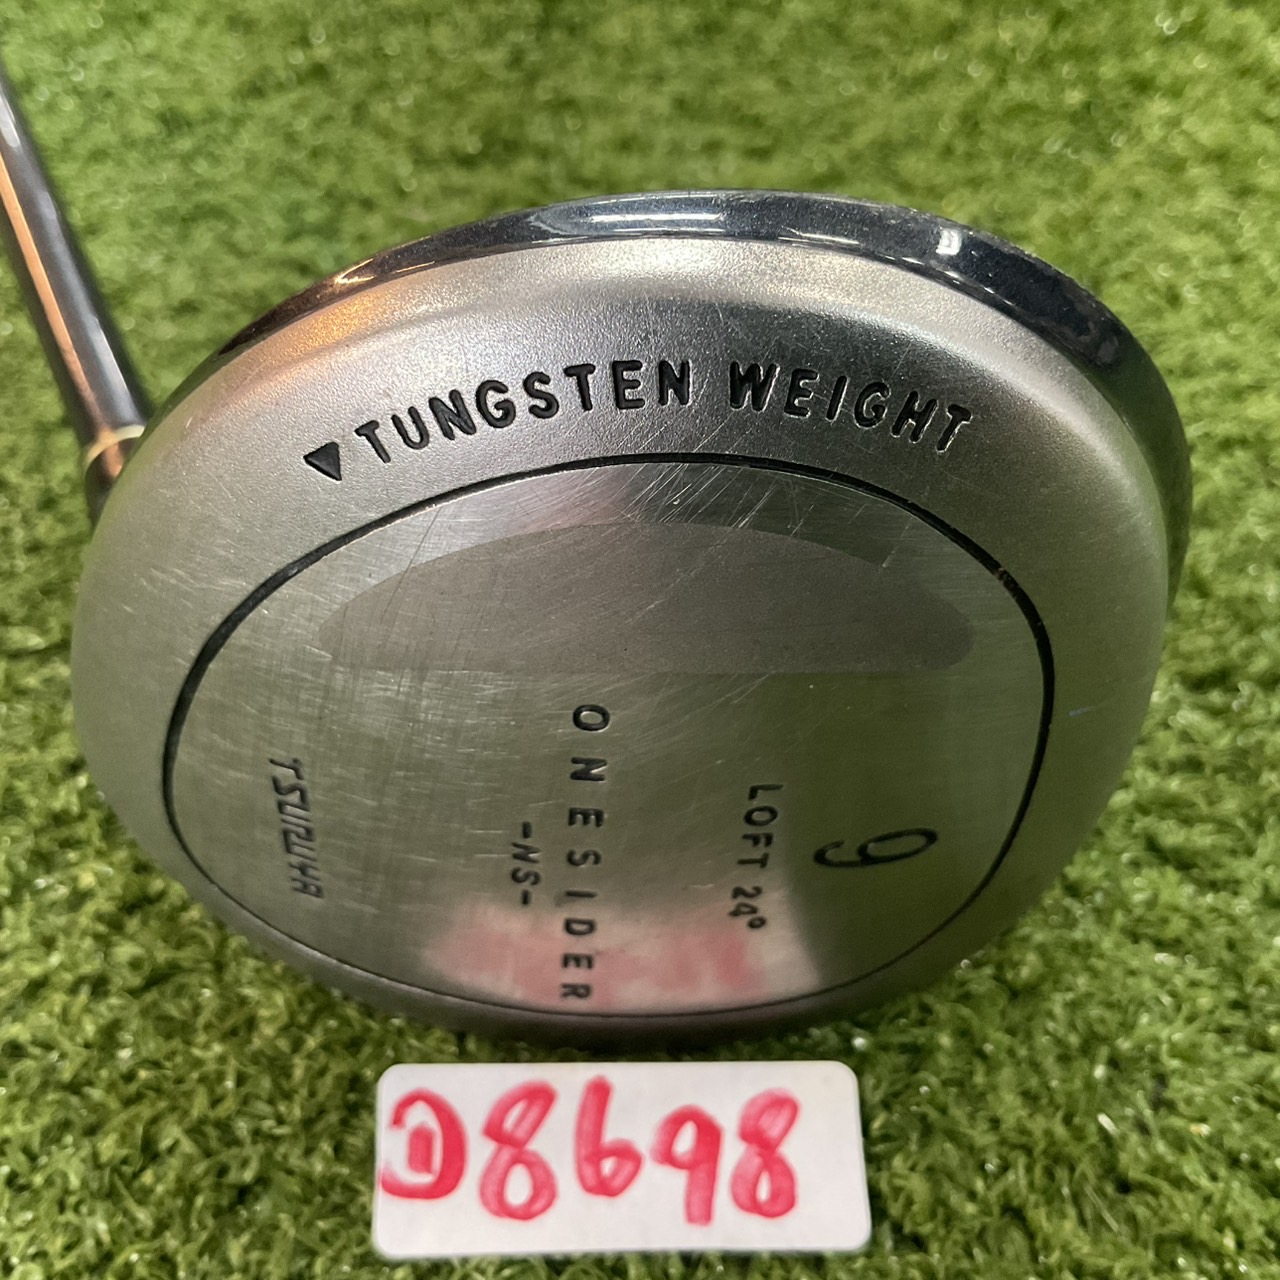 ▼TUNGSTEN WEIGHT
9
LOFT 24°
ONESIDER
-NS-
TSURUYA
D8698